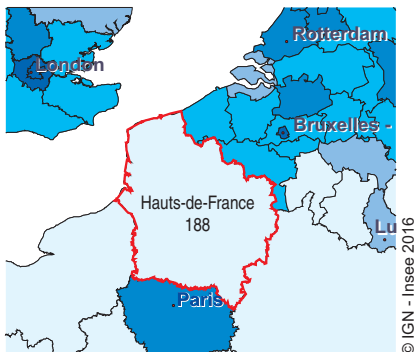 Rotterdam
London
Bruxelles -
Hauts-de-France
188
Lu
Paris
© IGN - Insee 2016